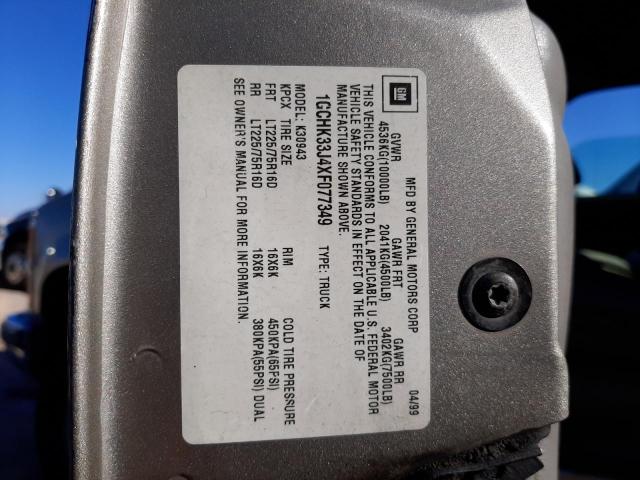 GM
MFD BY GENERAL MOTORS CORP 04/99
GVWR GAWR FRT GAWR RR
4536KG(10000LB) 2041KG(4500LB) 3402KG(7500LB)
THIS VEHICLE CONFORMS TO ALL APPLICABLE U.S. FEDERAL MOTOR
VEHICLE SAFETY STANDARDS IN EFFECT ON THE DATE OF
MANUFACTURE SHOWN ABOVE.
1GCHK33J4XF077349 TYPE: TRUCK
MODEL: K30943
KPCX TIRE SIZE RIM COLD TIRE PRESSURE
FRT LT225/75R16D 16X6K 450KPA(65PSI)
RR LT225/75R16D 16X6K 380KPA(55PSI) DUAL
SEE OWNER'S MANUAL FOR MORE INFORMATION.